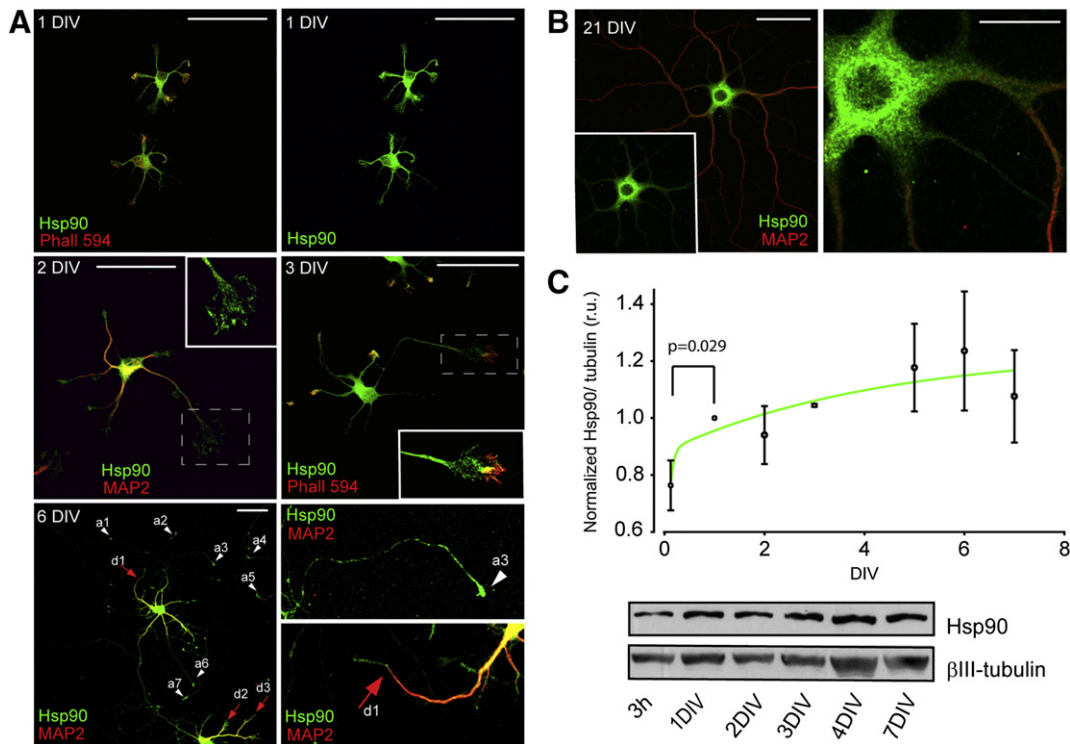 A
1 DIV
Hsp90
Phall 594
1 DIV
Hsp90
2 DIV
Hsp90
MAP2
3 DIV
Hsp90
Phall 594
6 DIV
a1
a2
a3
a4
a5
d1
a6
a7
d2
d3
Hsp90
MAP2
Hsp90
MAP2
a3
d1
Hsp90
MAP2
B
21 DIV
Hsp90
MAP2
C
Normalized Hsp90/ tubulin (r.u.)
1.4
1.2
1.0
0.8
0.6
p=0.029
0 2 4 6 8
DIV
Hsp90
βIII-tubulin
3h 1DIV 2DIV 3DIV 4DIV 7DIV